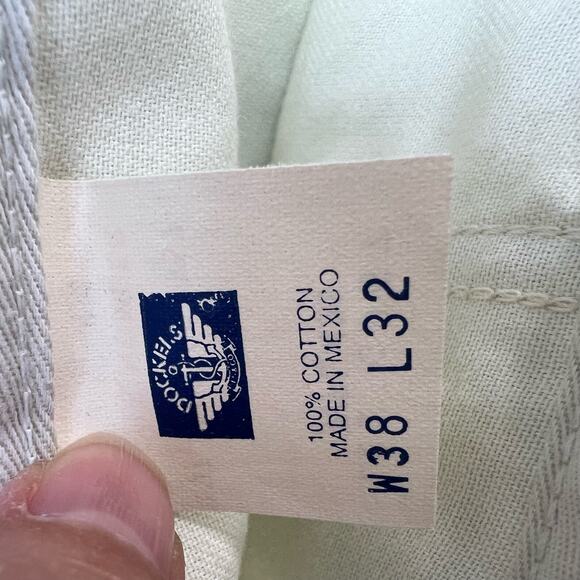 DOCKERS
100% COTTON
MADE IN MEXICO
W38 L32